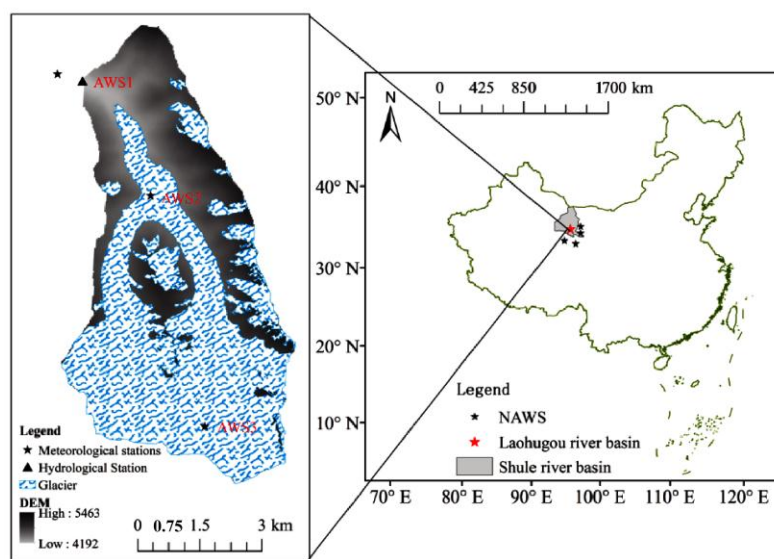 AWS1
AWS2
AWS3
Legend
Meteorological stations
Hydrological Station
Glacier
DEM
High : 5463
Low : 4192
0 0.75 1.5 3 km
0 425 850 1700 km
N
50° N
40° N
30° N
20° N
10° N
Legend
NAWS
Laohugou river basin
Shule river basin
70° E 80° E 90° E 100° E 110° E 120° E